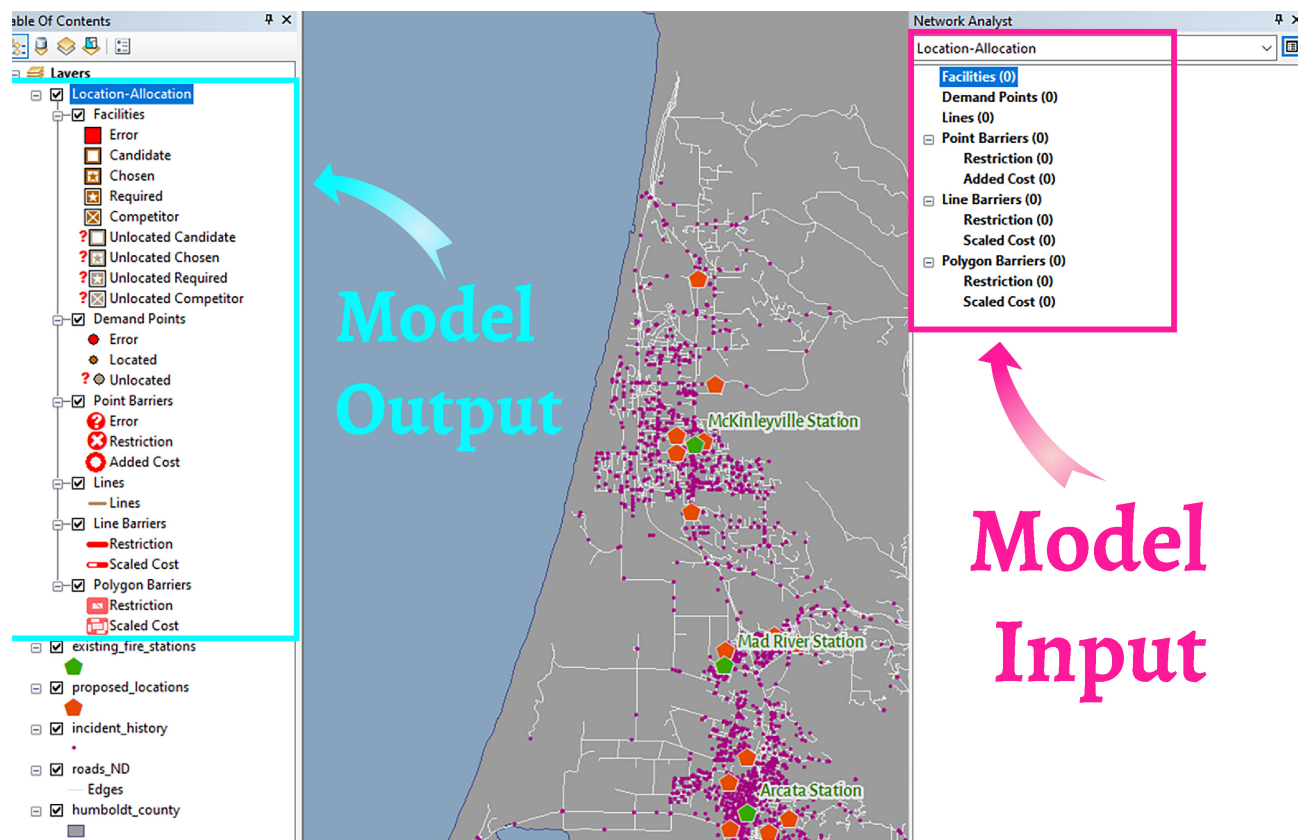 able Of Contents
Layers
Location-Allocation
Facilities
Error
Candidate
Chosen
Required
Competitor
? Unlocated Candidate
? Unlocated Chosen
? Unlocated Required
? Unlocated Competitor
Demand Points
Error
Located
? Unlocated
Point Barriers
? Error
Restriction
Added Cost
Lines
Lines
Line Barriers
Restriction
Scaled Cost
Polygon Barriers
Restriction
Scaled Cost
existing_fire_stations
proposed_locations
incident_history
roads_ND
Edges
humboldt_county
Model
Output
McKinleyville Station
Mad River Station
Arcata Station
Network Analyst
Location-Allocation
Facilities (0)
Demand Points (0)
Lines (0)
Point Barriers (0)
Restriction (0)
Added Cost (0)
Line Barriers (0)
Restriction (0)
Scaled Cost (0)
Polygon Barriers (0)
Restriction (0)
Scaled Cost (0)
Model
Input